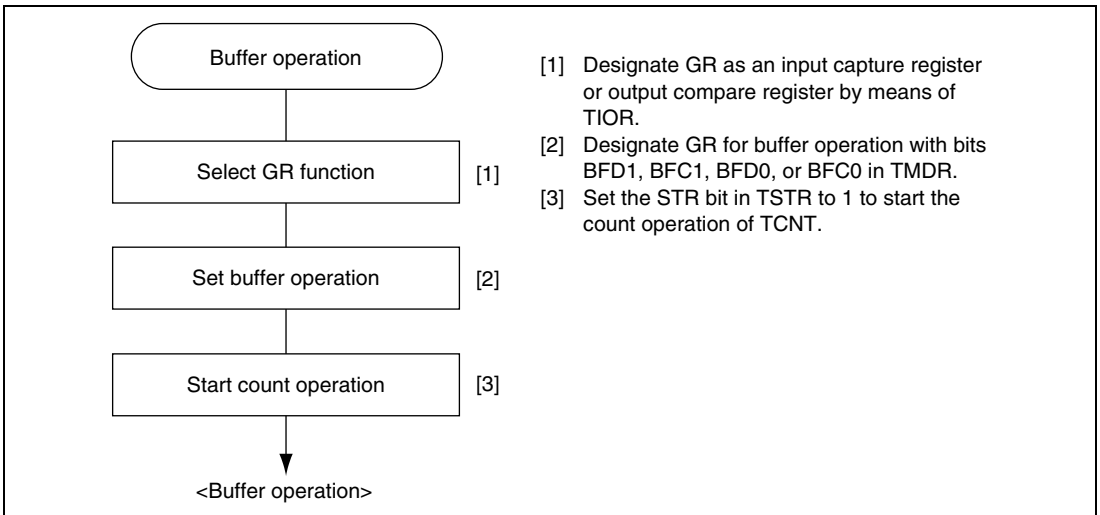 Buffer operation
Select GR function [1]
Set buffer operation [2]
Start count operation [3]
<Buffer operation>
[1] Designate GR as an input capture register
or output compare register by means of
TIOR.
[2] Designate GR for buffer operation with bits
BFD1, BFC1, BFD0, or BFC0 in TMDR.
[3] Set the STR bit in TSTR to 1 to start the
count operation of TCNT.